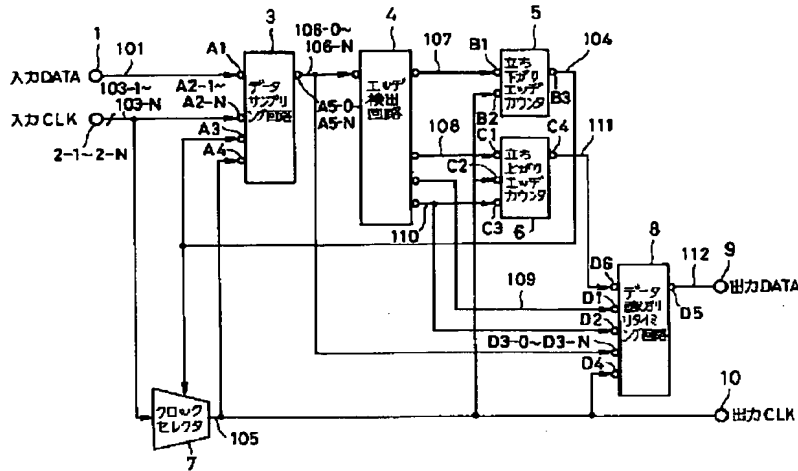 1
101
入力DATA
103-1~
103-N
A1
A2-1~
A2-N
入力CLK
2-1~2-N
A3
A4
3
データ
サンプリ
ング回路
106-0~
106-N
A5-0~
A5-N
4
エッヂ
検出
回路
107
B1
B2
5
立ち
下がり
エッヂ
カウンタ
B3
104
108
C1
C2
C3
立ち
上がり
エッヂ
カウンタ
6
C4
111
110
109
8
D6
D1
D2
D3-0~D3-N
D4
データ
リタイミ
ング回路
D5
112
9
出力DATA
10
出力CLK
クロック
セレクタ
7
105